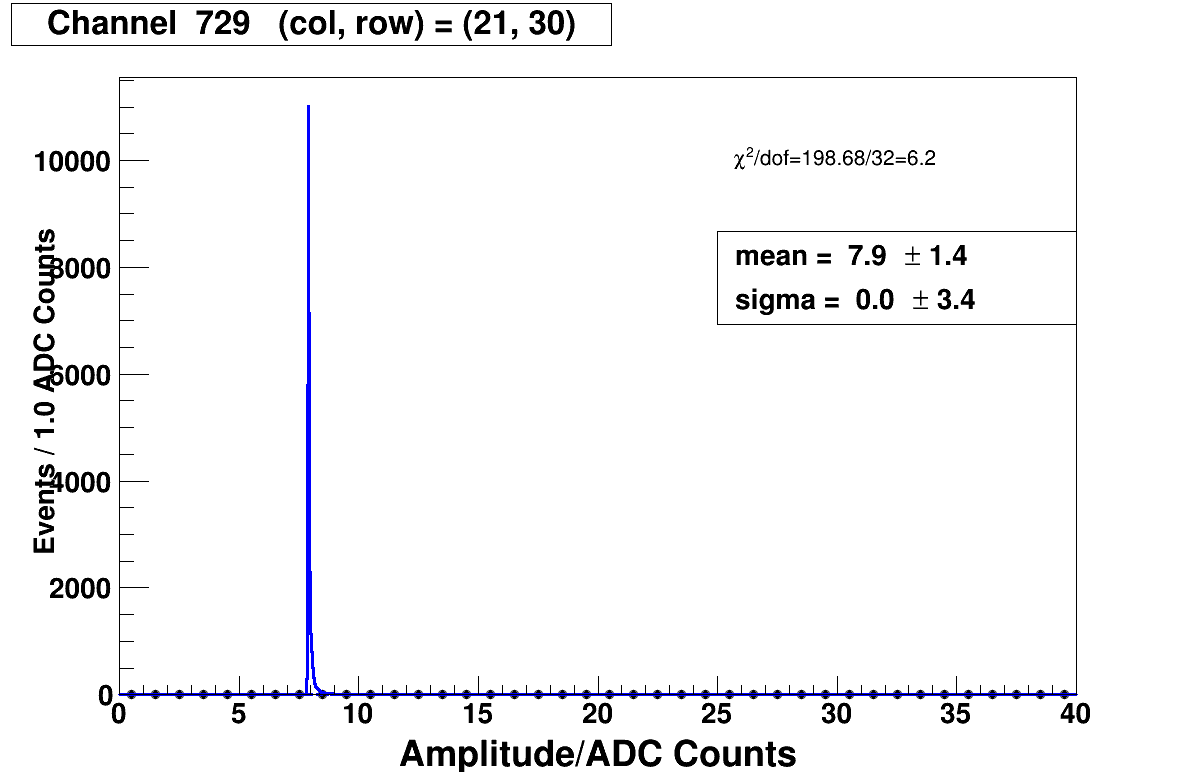 Channel  729   (col, row) = (21, 30)
χ²/dof=198.68/32=6.2
mean =  7.9  ± 1.4
sigma =  0.0  ± 3.4
Events / 1.0 ADC Counts
10000
8000
6000
4000
2000
0
0 5 10 15 20 25 30 35 40
Amplitude/ADC Counts